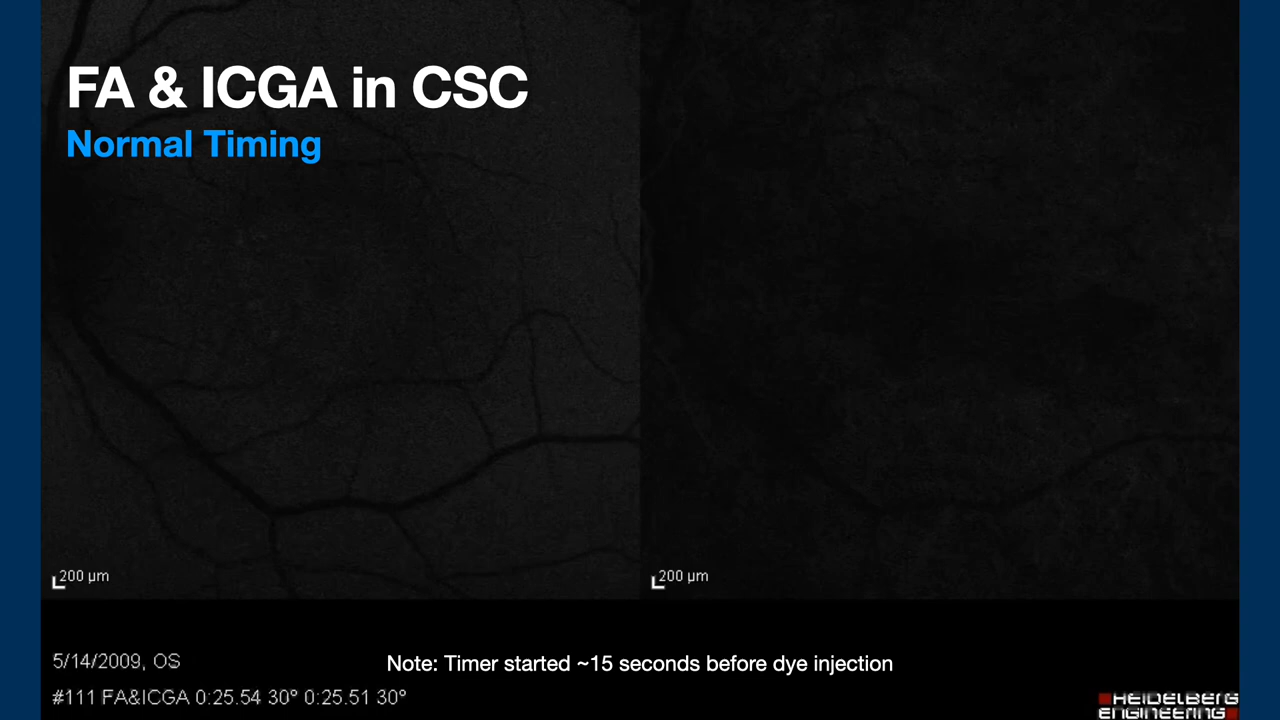 FA & ICGA in CSC
Normal Timing
200 µm
200 µm
5/14/2009, OS
Note: Timer started ~15 seconds before dye injection
#111 FA&ICGA 0:25.54 30° 0:25.51 30°
HEIDELBERG
ENGINEERING